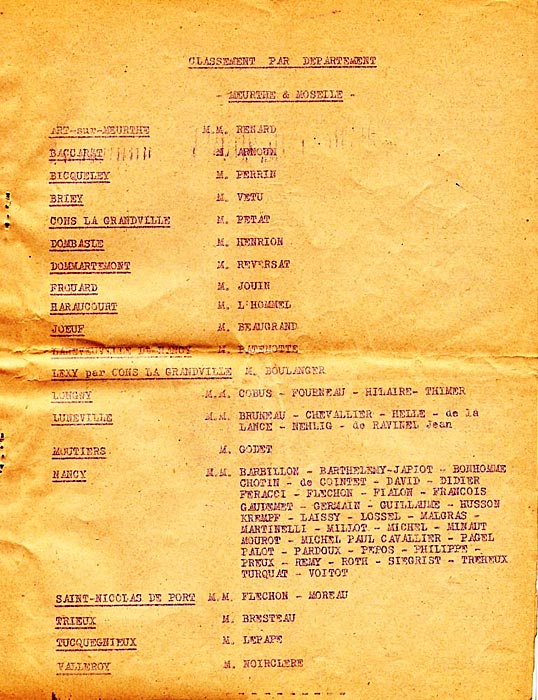 CLASSEMENT PAR DEPARTEMENT
- MEURTHE & MOSELLE -
ART-sur-MEURTHE M.M. RENARD
BACCARAT M. ARNOUX
BICQUELEY M. PERRIN
BRIEY M. VETU
CONS LA GRANDVILLE M. PETAT
DOMBASLE M. HENRION
DOMMARTEMONT M. REVERSAT
FROUARD M. JOUIN
HARAUCOURT M. L'HOMMEL
JOEUF M. BEAUGRAND
LANEUVEVILLE DE NANCY M. PATENOTTE
LEXY par CONS LA GRANDVILLE M. BOULANGER
LONGWY M.M. COBUS - FOURNEAU - HILAIRE- THIMER
LUNEVILLE M.M. BRUNEAU - CHEVALLIER - HELLE - de la
LANCE - NEHLIG - de RAVINEL Jean
MOUTIERS M. GODET
NANCY M.M. BARBILLON - BARTHELEMY-JAPIOT - BONHOMME
CHOTIN - de COINTET - DAVID - DIDIER
FERACCI - FLECHON - FIALON - FRANCOIS
GAUDEMET - GERMAIN - GUILLAUME - HUSSON
KREMPF - LAISSY - LOSSEL - MALGRAS -
MARTINELLI - MILLOT - MICHEL - MINAUT
MOUROT - MICHEL PAUL CAVALLIER - PAGEL
PALOT - PARDOUX - PEPOS - PHILIPPE -
PREUX - REMY - ROTH - SIEGRIST - TREHEUX
TURQUAT - VOITOT
SAINT-NICOLAS DE PORT M.M. FLECHON - MOREAU
TRIEUX M. BRESTEAU
TUCQUEGNIEUX M. LEPAPE
VALLEROY M. NOIRCLERE